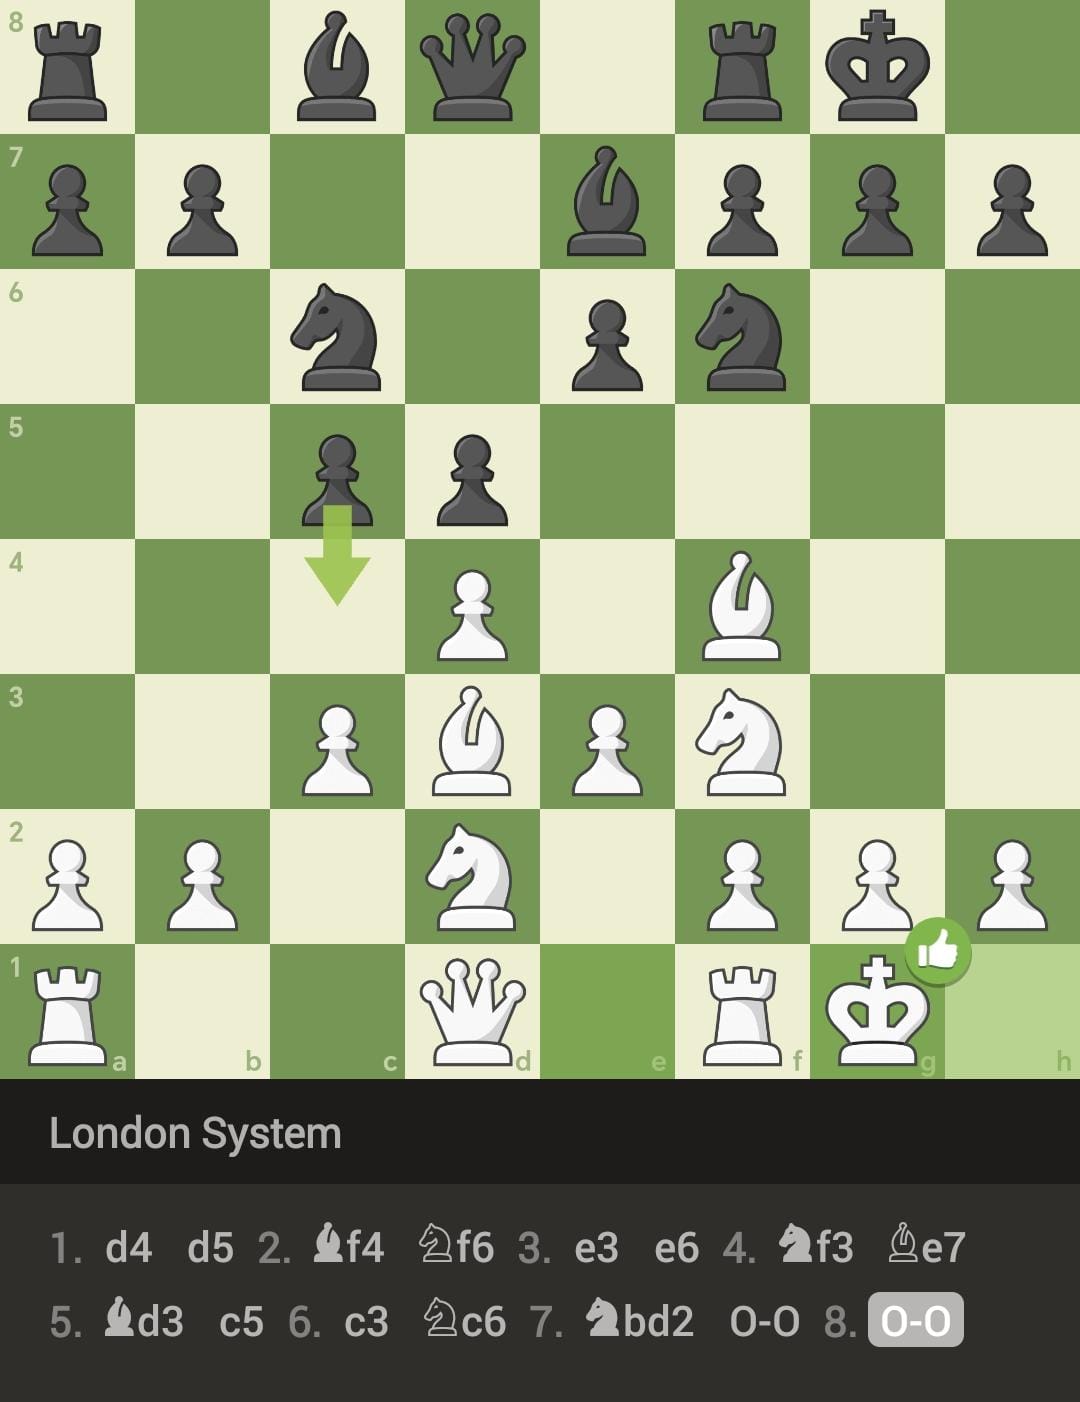 8
7
6
5
4
3
2
1
a b c d e f g h
London System
1. d4 d5 2. ♝f4 ♘f6 3. e3 e6 4. ♞f3 ♗e7
5. ♝d3 c5 6. c3 ♘c6 7. ♞bd2 O-O 8. O-O